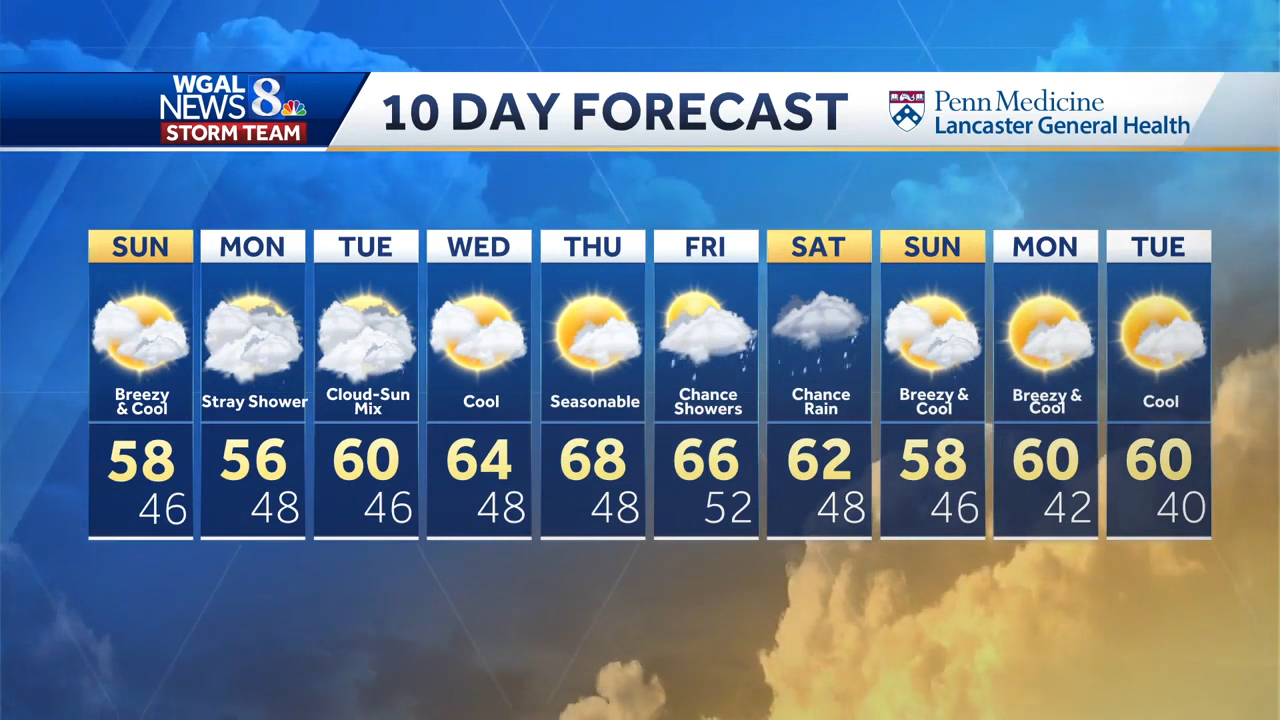 WGAL
NEWS 8
STORM TEAM
10 DAY FORECAST
Penn Medicine
Lancaster General Health
SUN
Breezy
& Cool
58
46
MON
Stray Shower
56
48
TUE
Cloud-Sun
Mix
60
46
WED
Cool
64
48
THU
Seasonable
68
48
FRI
Chance
Showers
66
52
SAT
Chance
Rain
62
48
SUN
Breezy &
Cool
58
46
MON
Breezy &
Cool
60
42
TUE
Cool
60
40